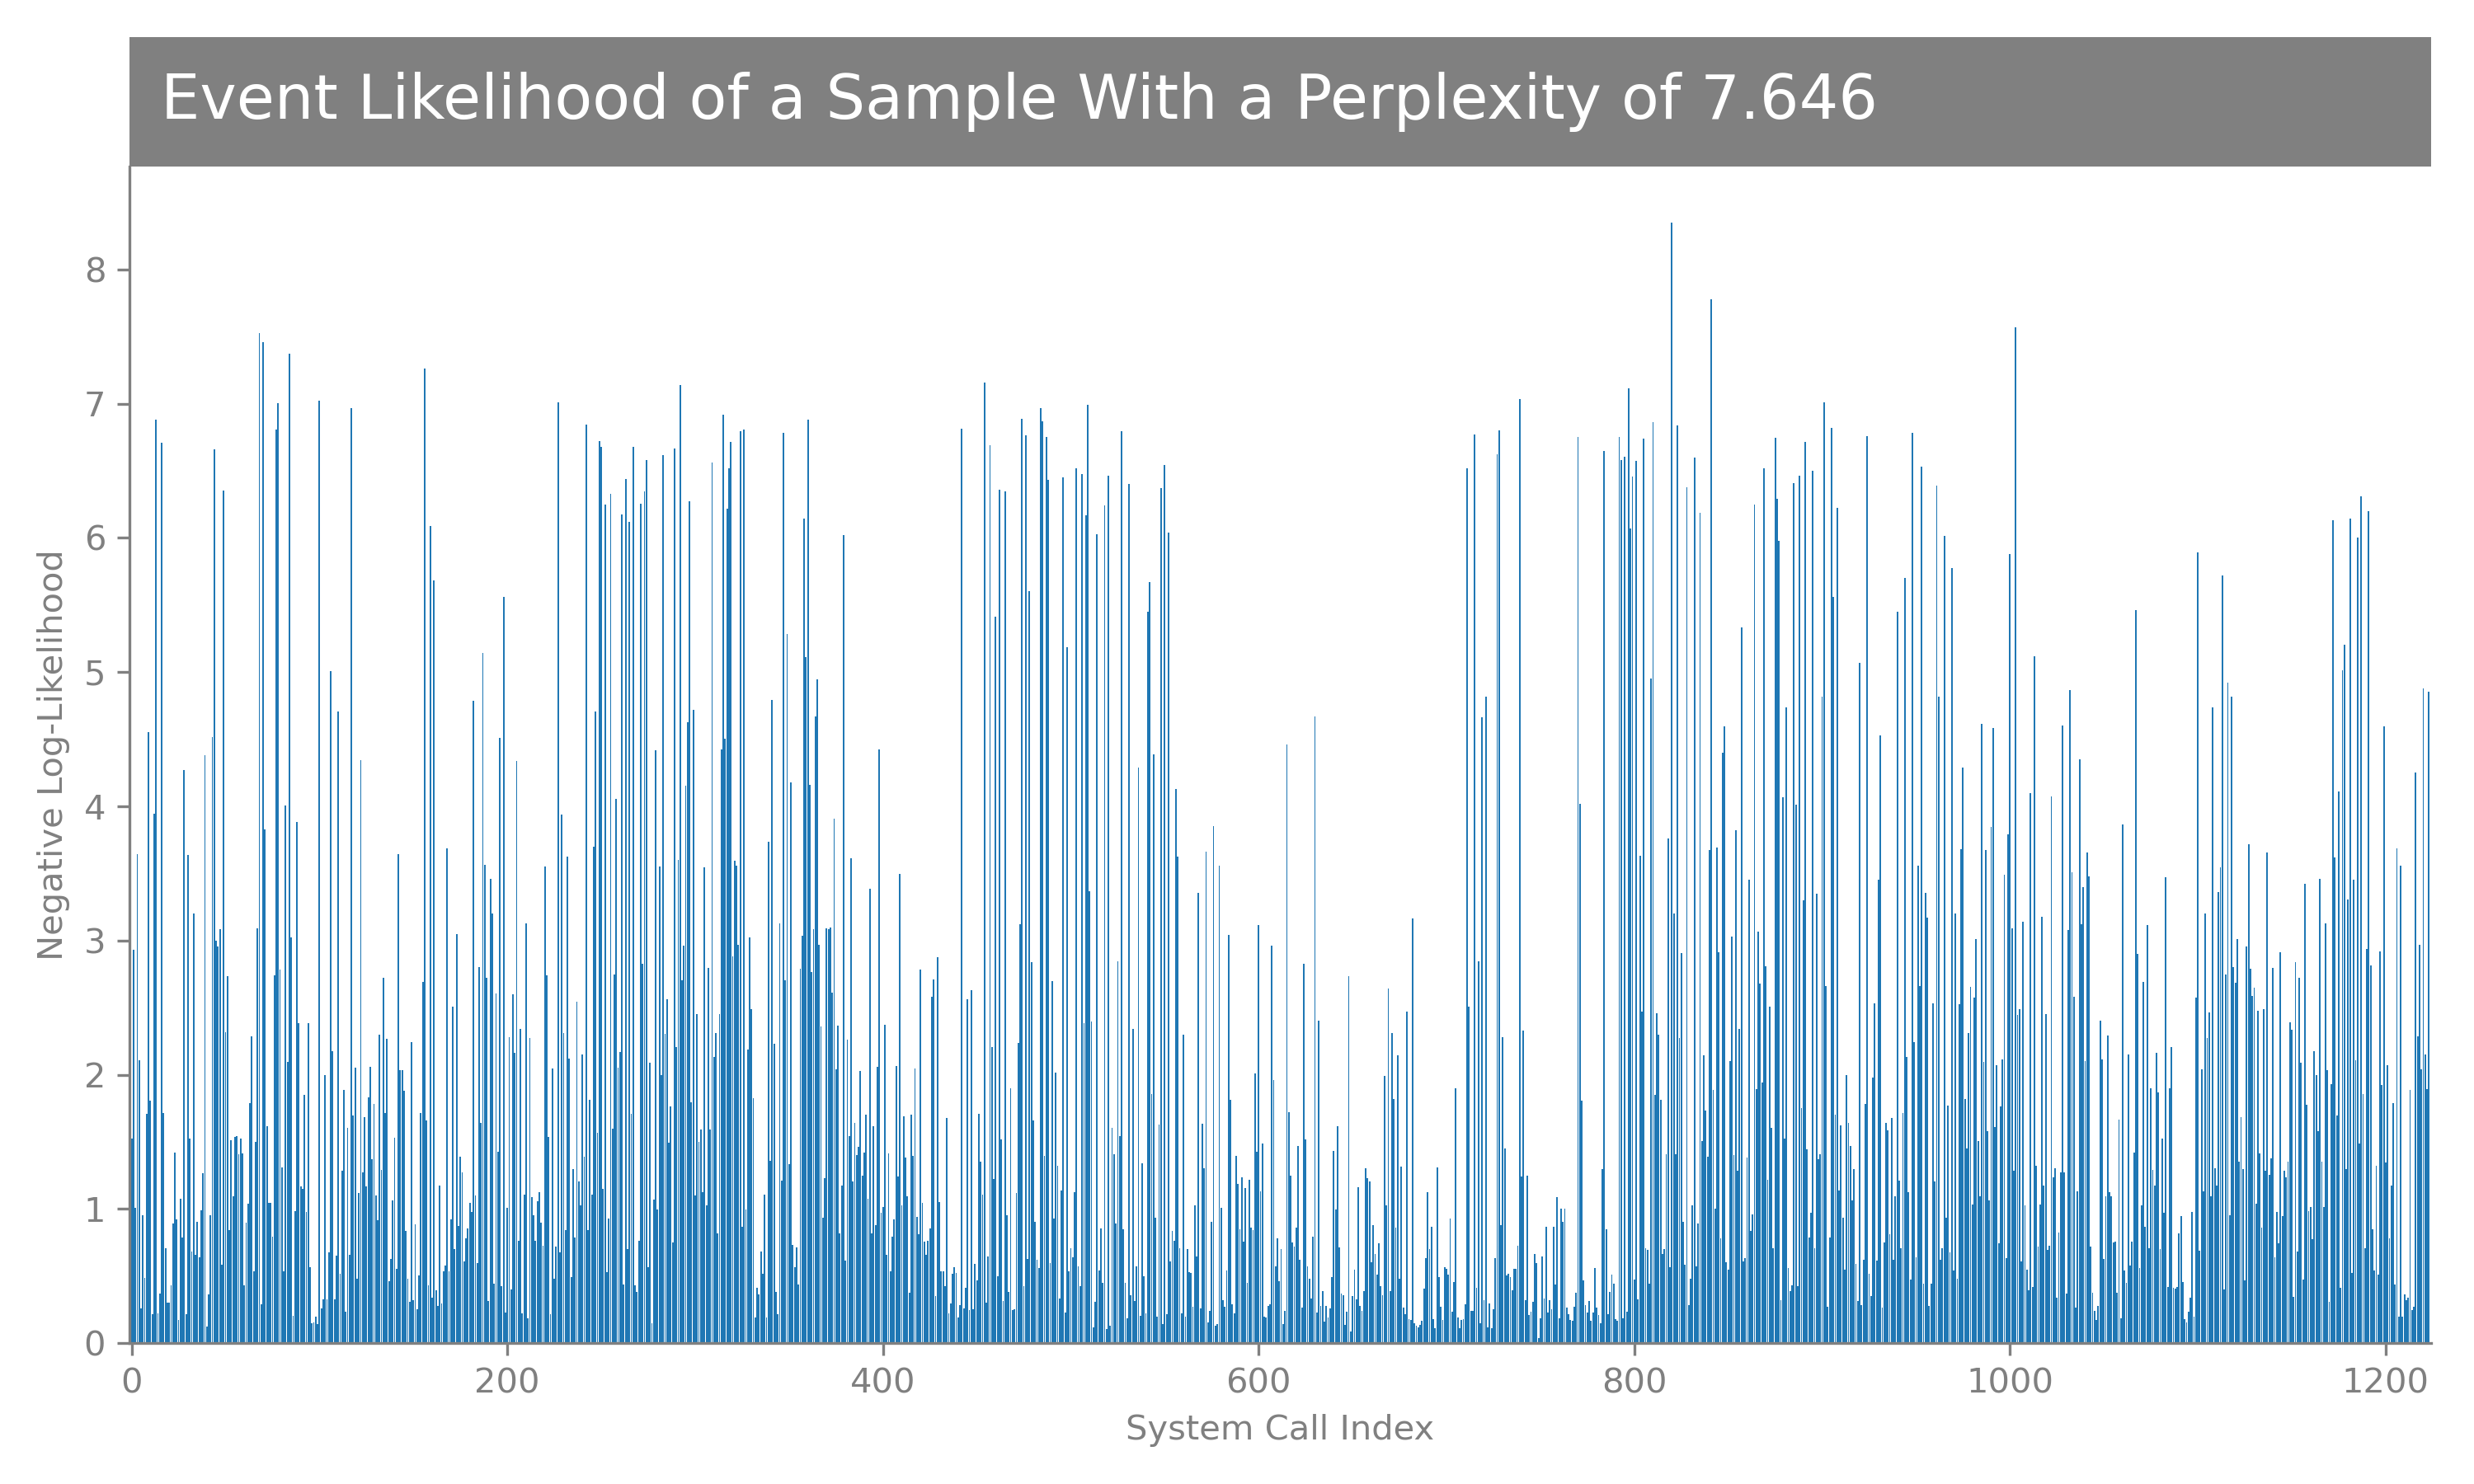 Event Likelihood of a Sample With a Perplexity of 7.646
8
7
6
5
4
3
2
1
0
Negative Log-Likelihood
0 200 400 600 800 1000 1200
System Call Index